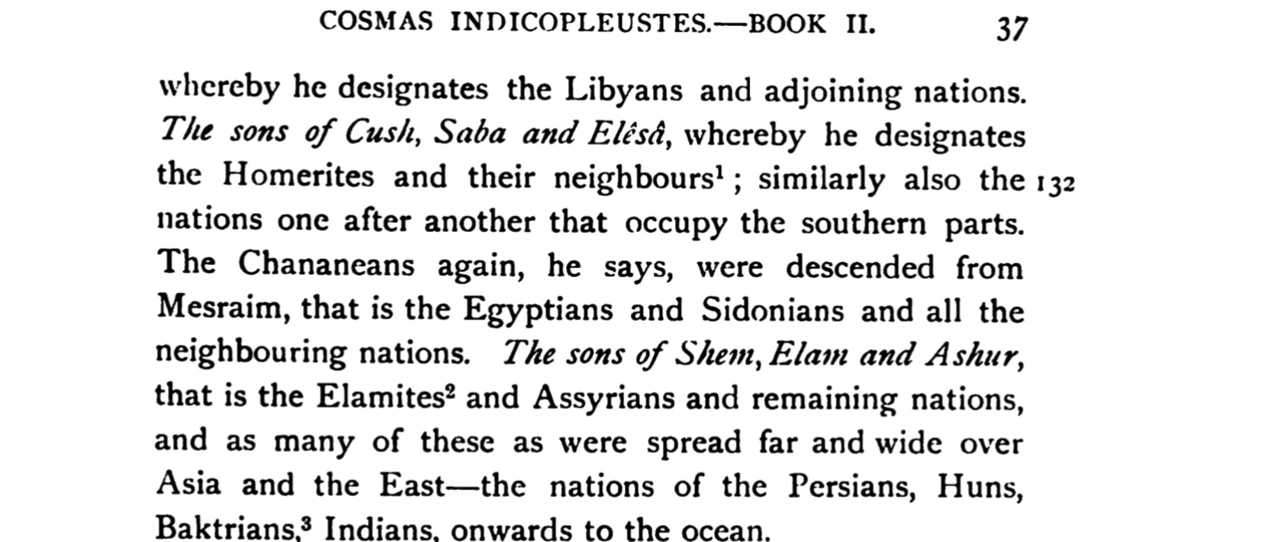 COSMAS INDICOPLEUSTES.—BOOK II. 37
whereby he designates the Libyans and adjoining nations.
The sons of Cush, Saba and Elêsâ, whereby he designates
the Homerites and their neighbours¹ ; similarly also the 132
nations one after another that occupy the southern parts.
The Chananeans again, he says, were descended from
Mesraim, that is the Egyptians and Sidonians and all the
neighbouring nations. The sons of Shem, Elam and Ashur,
that is the Elamites² and Assyrians and remaining nations,
and as many of these as were spread far and wide over
Asia and the East—the nations of the Persians, Huns,
Baktrians,³ Indians, onwards to the ocean.